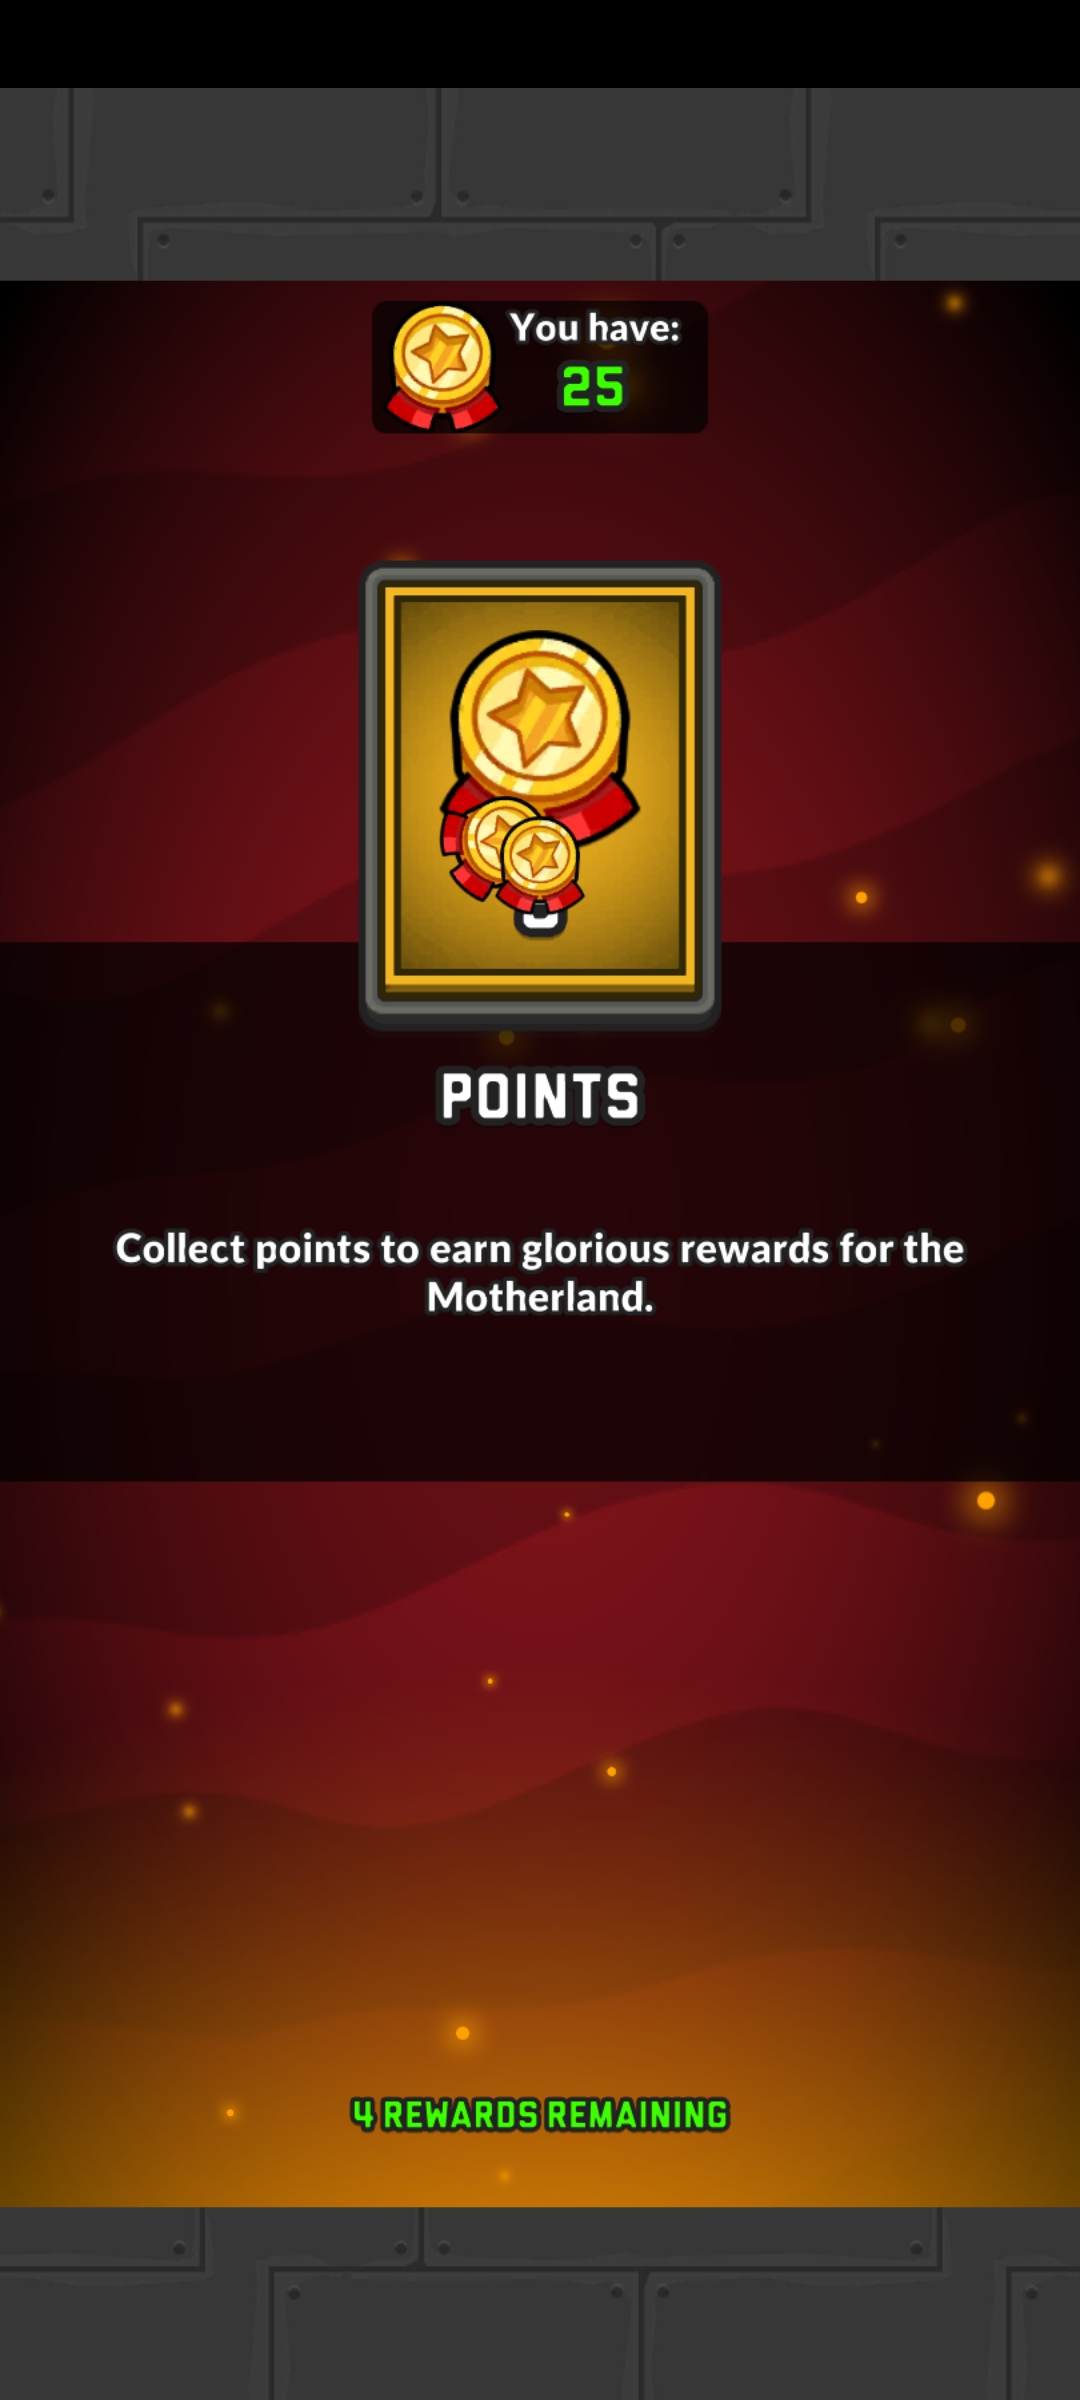 You have:
25
POINTS
Collect points to earn glorious rewards for the
Motherland.
4 REWARDS REMAINING